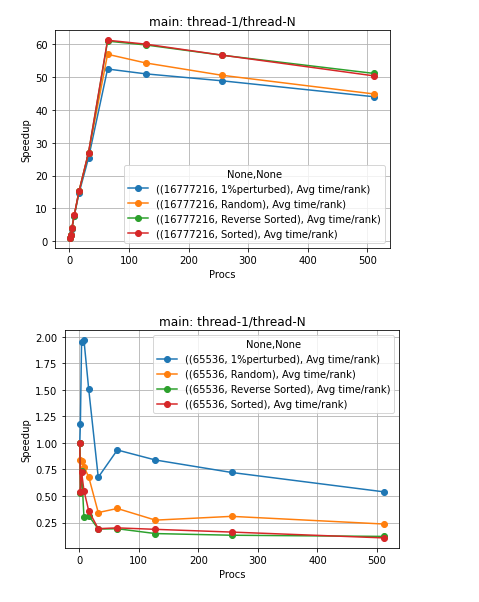 main: thread-1/thread-N
60
50
40
30
20
10
0
Speedup
None,None
((16777216, 1%perturbed), Avg time/rank)
((16777216, Random), Avg time/rank)
((16777216, Reverse Sorted), Avg time/rank)
((16777216, Sorted), Avg time/rank)
0 100 200 300 400 500
Procs
main: thread-1/thread-N
2.00
1.75
1.50
1.25
1.00
0.75
0.50
0.25
Speedup
None,None
((65536, 1%perturbed), Avg time/rank)
((65536, Random), Avg time/rank)
((65536, Reverse Sorted), Avg time/rank)
((65536, Sorted), Avg time/rank)
0 100 200 300 400 500
Procs